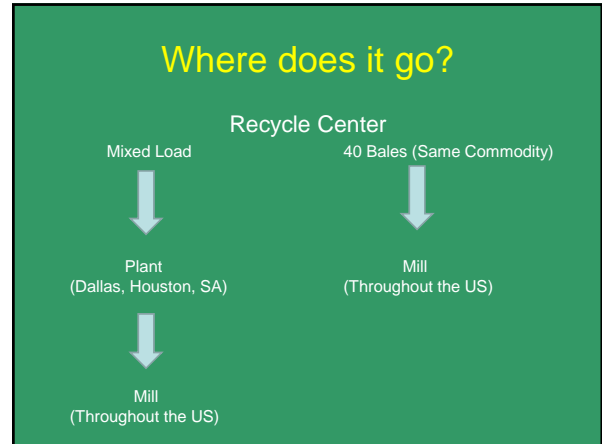 Where does it go?
Recycle Center
Mixed Load
40 Bales (Same Commodity)
Plant
(Dallas, Houston, SA)
Mill
(Throughout the US)
Mill
(Throughout the US)